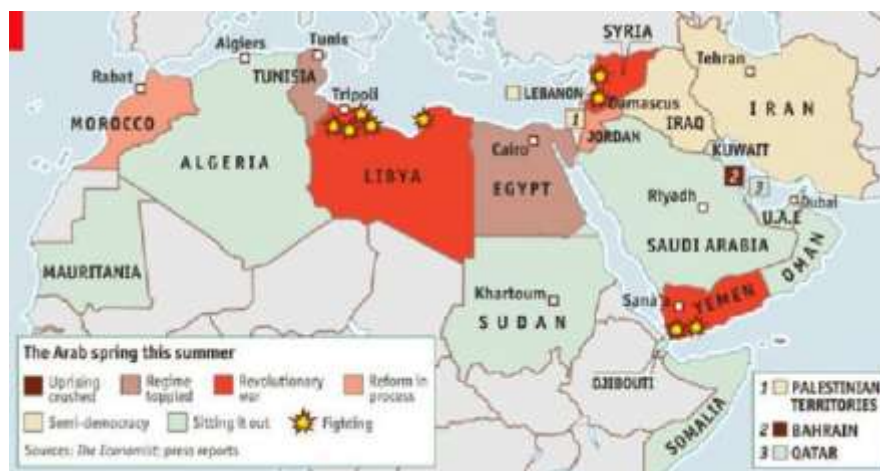 Algiers
Tunis
SYRIA
Tehran
Rabat
TUNISIA
Tripoli
LEBANON
Damascus
IRAN
MOROCCO
1
IRAQ
JORDAN
ALGERIA
LIBYA
Cairo
KUWAIT
EGYPT
2
3
Riyadh
Dubai
U.A.E
SAUDI ARABIA
OMAN
MAURITANIA
Khartoum
Sana'a
YEMEN
SUDAN
DJIBOUTI
SOMALIA
The Arab spring this summer
Uprising crushed
Regime toppled
Revolutionary war
Reform in process
Semi-democracy
Sitting it out
Fighting
Sources: The Economist; press reports
1 PALESTINIAN
TERRITORIES
2 BAHRAIN
3 QATAR